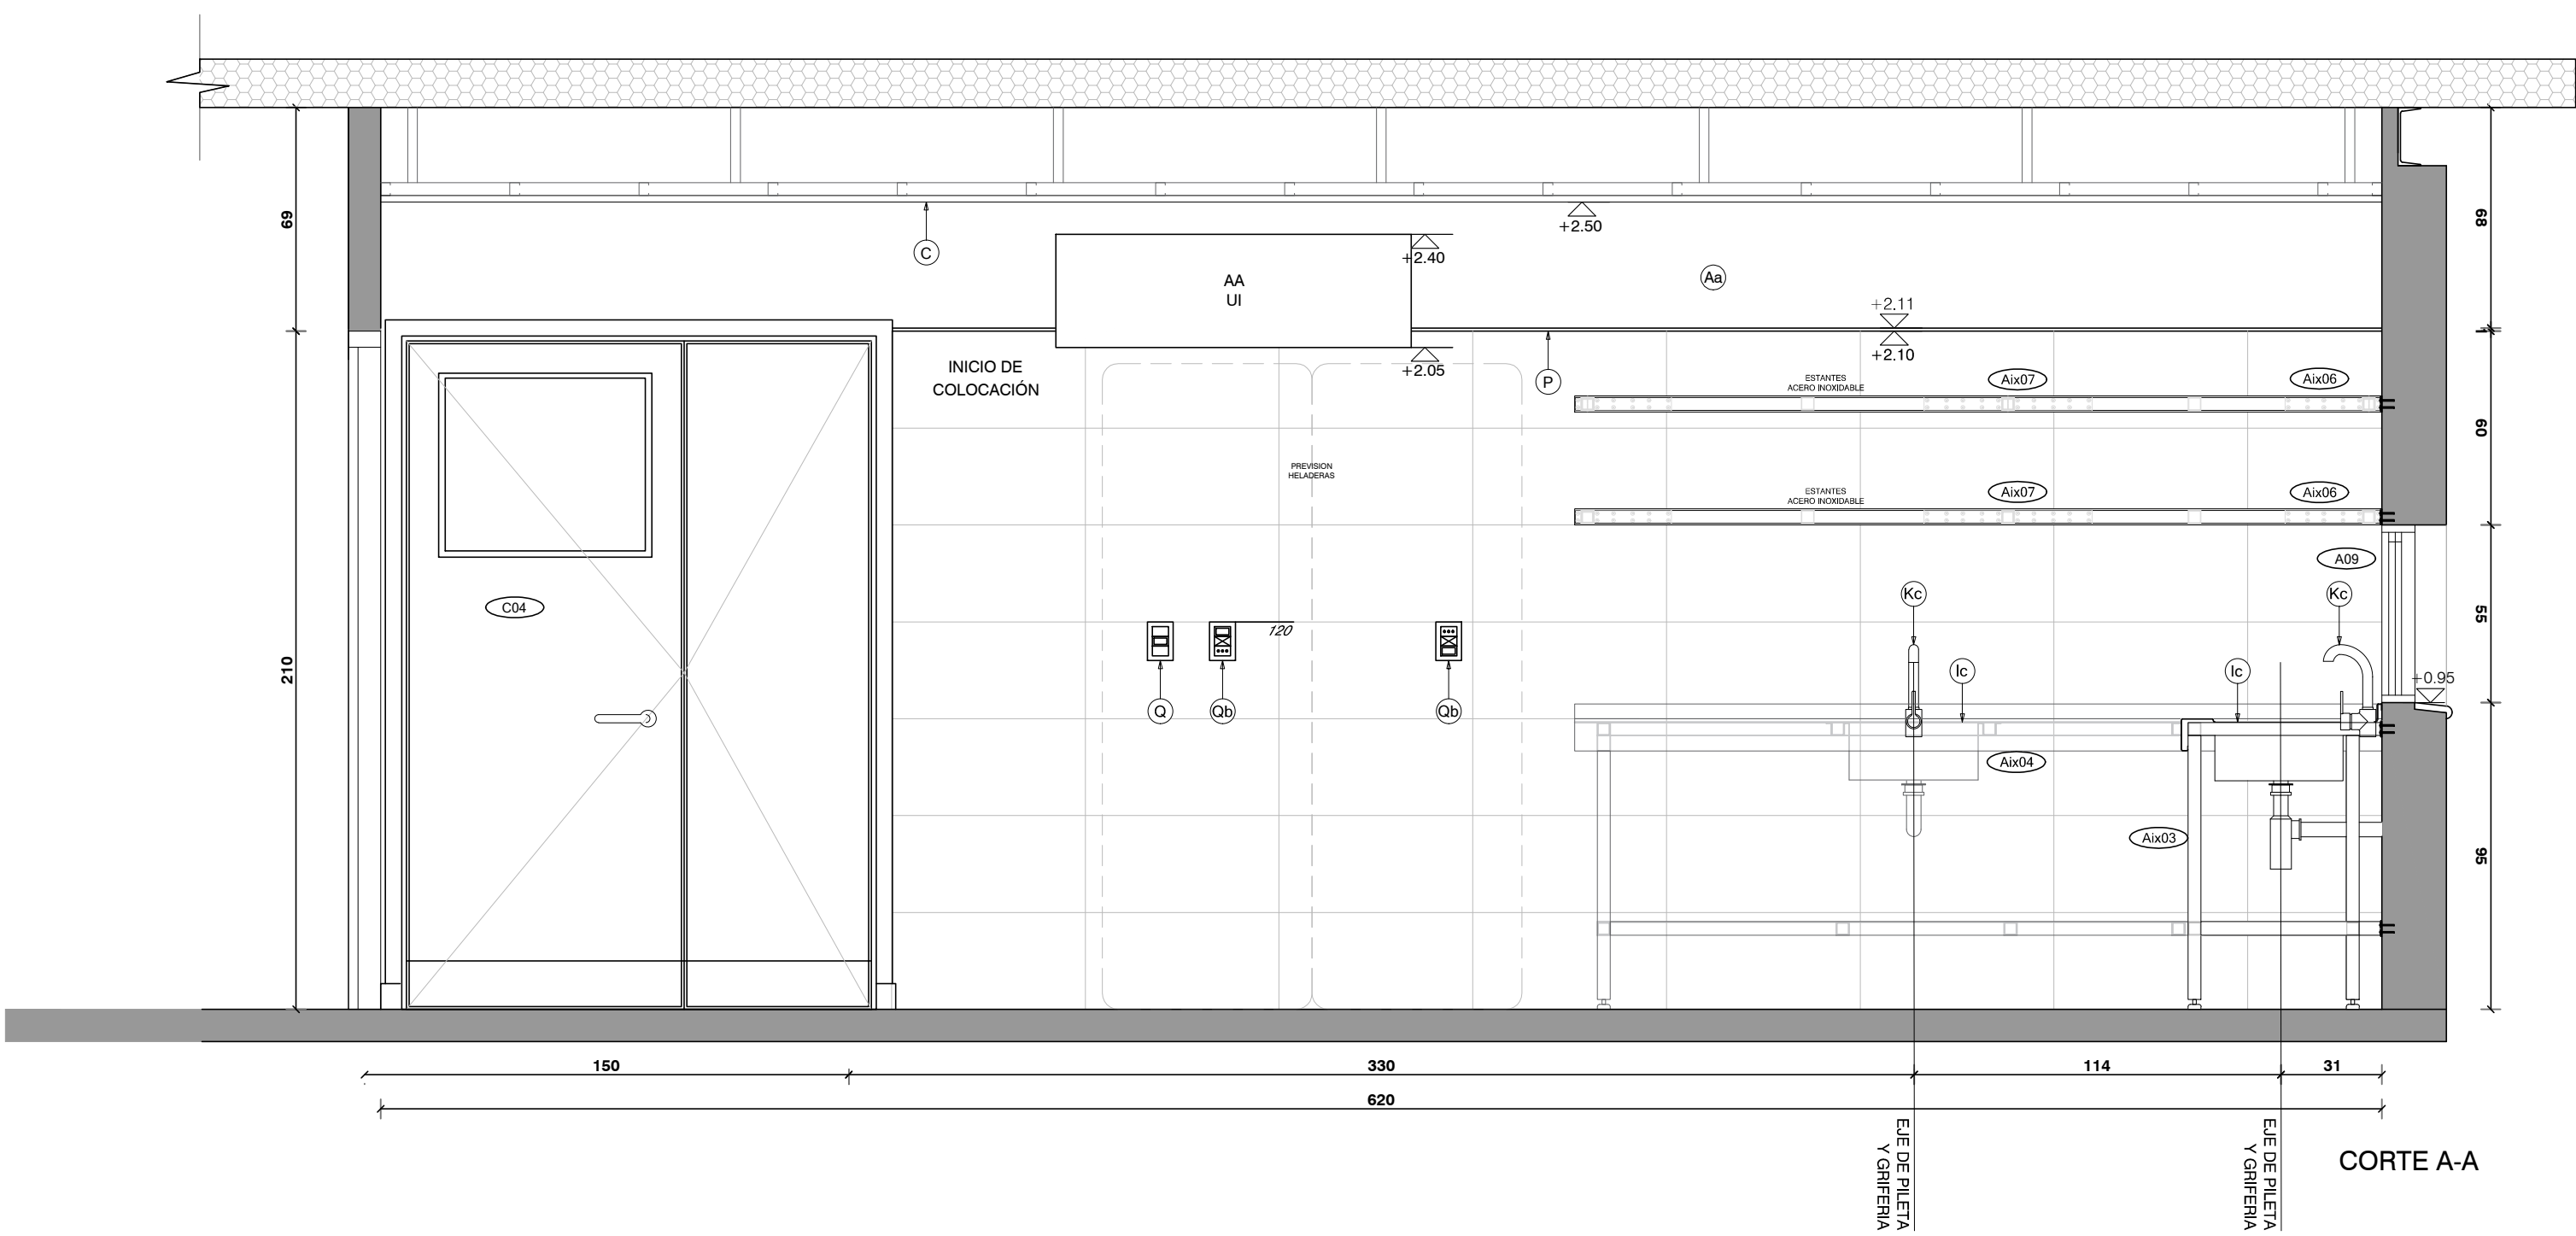 +2.50
C
+2.40
69
68
AA
UI
Aa
+2.11
1
+2.10
+2.05
P
INICIO DE
COLOCACIÓN
ESTANTES
ACERO INOXIDABLE
Aix07
Aix06
60
PREVISION
HELADERAS
ESTANTES
ACERO INOXIDABLE
Aix07
Aix06
A09
C04
Kc
Kc
55
120
210
Ic
Ic
+0.95
Q
Qb
Qb
Aix04
Aix03
95
150
330
114
31
620
EJE DE PILETA
Y GRIFERIA
EJE DE PILETA
Y GRIFERIA
CORTE A-A